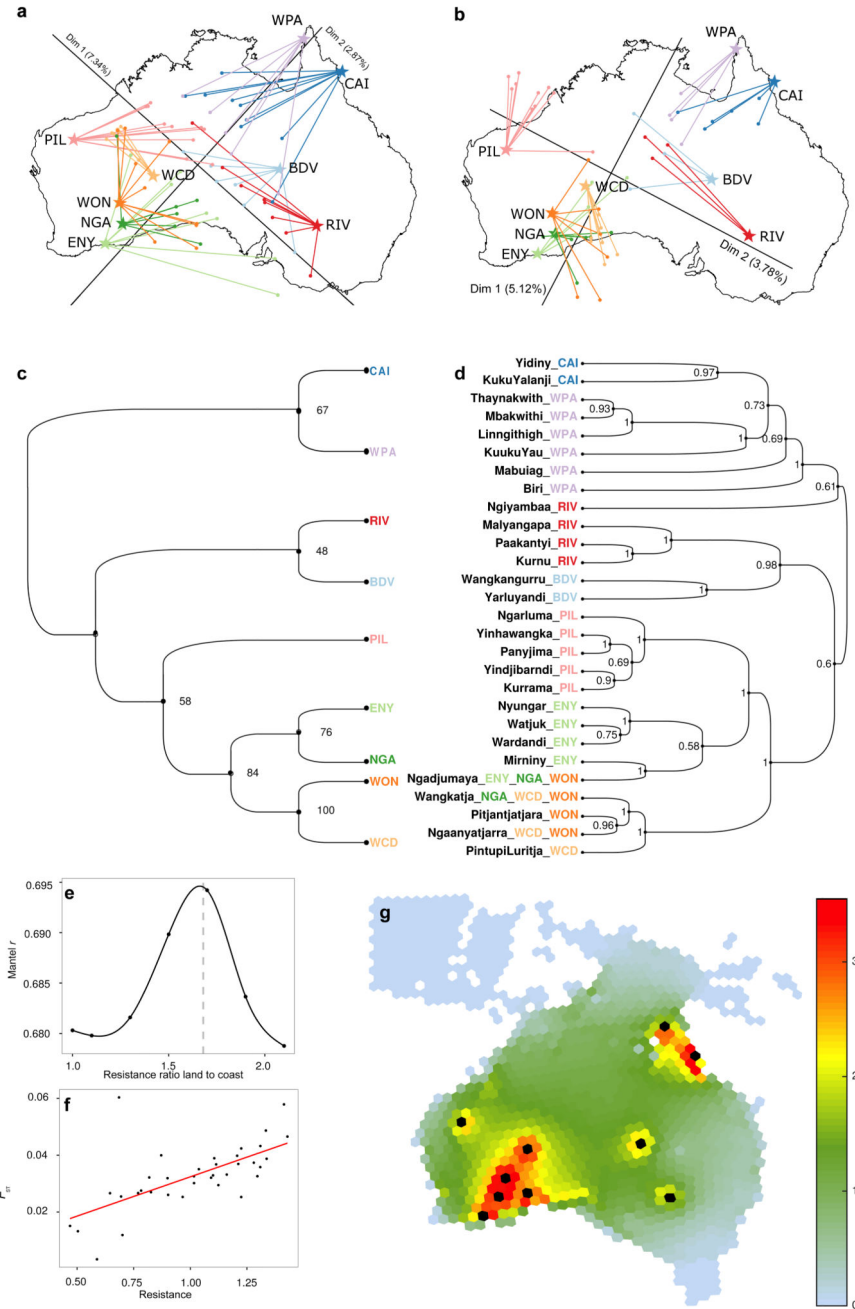 a
WPA
Dim 1 (7.34%)
Dim 2 (2.87%)
CAI
PIL
WCD
BDV
WON
NGA
RIV
ENY
b
WPA
CAI
PIL
WCD
BDV
WON
NGA
RIV
ENY
Dim 2 (3.78%)
Dim 1 (5.12%)
c
CAI
67
WPA
RIV
48
BDV
PIL
58
ENY
76
NGA
84
WON
100
WCD
d
Yidiny_CAI
0.97
KukuYalanji_CAI
Thaynakwith_WPA
0.93
0.73
Mbakwithi_WPA
1
Linngithigh_WPA
1
0.69
KuukuYau_WPA
Mabuiag_WPA
1
Biri_WPA
0.61
Ngiyambaa_RIV
Malyangapa_RIV
1
Paakantyi_RIV
1
Kurnu_RIV
0.98
Wangkangurru_BDV
1
Yarluyandi_BDV
Ngarluma_PIL
Yinhawangka_PIL
1
1
Panyjima_PIL
0.69
0.6
Yindjibarndi_PIL
0.9
Kurrama_PIL
1
Nyungar_ENY
1
Watjuk_ENY
0.75
Wardandi_ENY
0.58
Mirniny_ENY
1
1
Ngadjumaya_ENY_NGA_WON
Wangkatja_NGA_WCD_WON
1
Pitjantjatjara_WON
0.96
Ngaanyatjarra_WCD_WON
1
PintupiLuritja_WCD
e
0.695
0.690
0.685
0.680
Mantel r
1.0
1.5
2.0
Resistance ratio land to coast
f
0.06
0.04
0.02
FST
0.50
0.75
1.00
1.25
Resistance
g
3
2
1
0